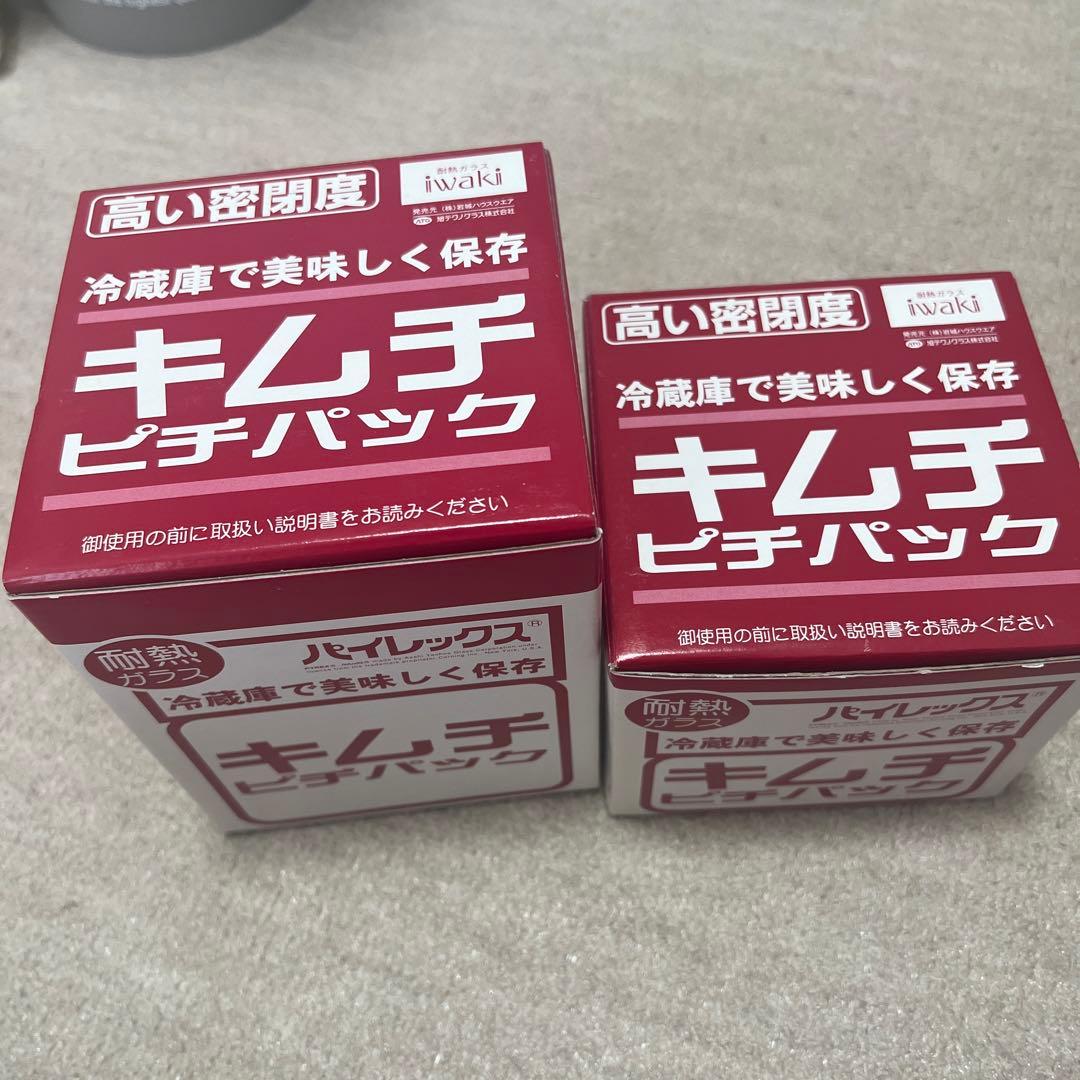 高い密閉度
耐熱ガラス
iwaki
発売元 (株)岩城ハウスウエア
ATG 旭テクノグラス株式会社
冷蔵庫で美味しく保存
キムチ
ピチパック
御使用の前に取扱い説明書をお読みください
耐熱
ガラス
パイレックス®
冷蔵庫で美味しく保存
キムチ
ピチパック
高い密閉度
耐熱ガラス
iwaki
発売元 (株)岩城ハウスウエア
ATG 旭テクノグラス株式会社
冷蔵庫で美味しく保存
キムチ
ピチパック
御使用の前に取扱い説明書をお読みください
耐熱
ガラス
パイレックス®
冷蔵庫で美味しく保存
キムチ
ピチパック